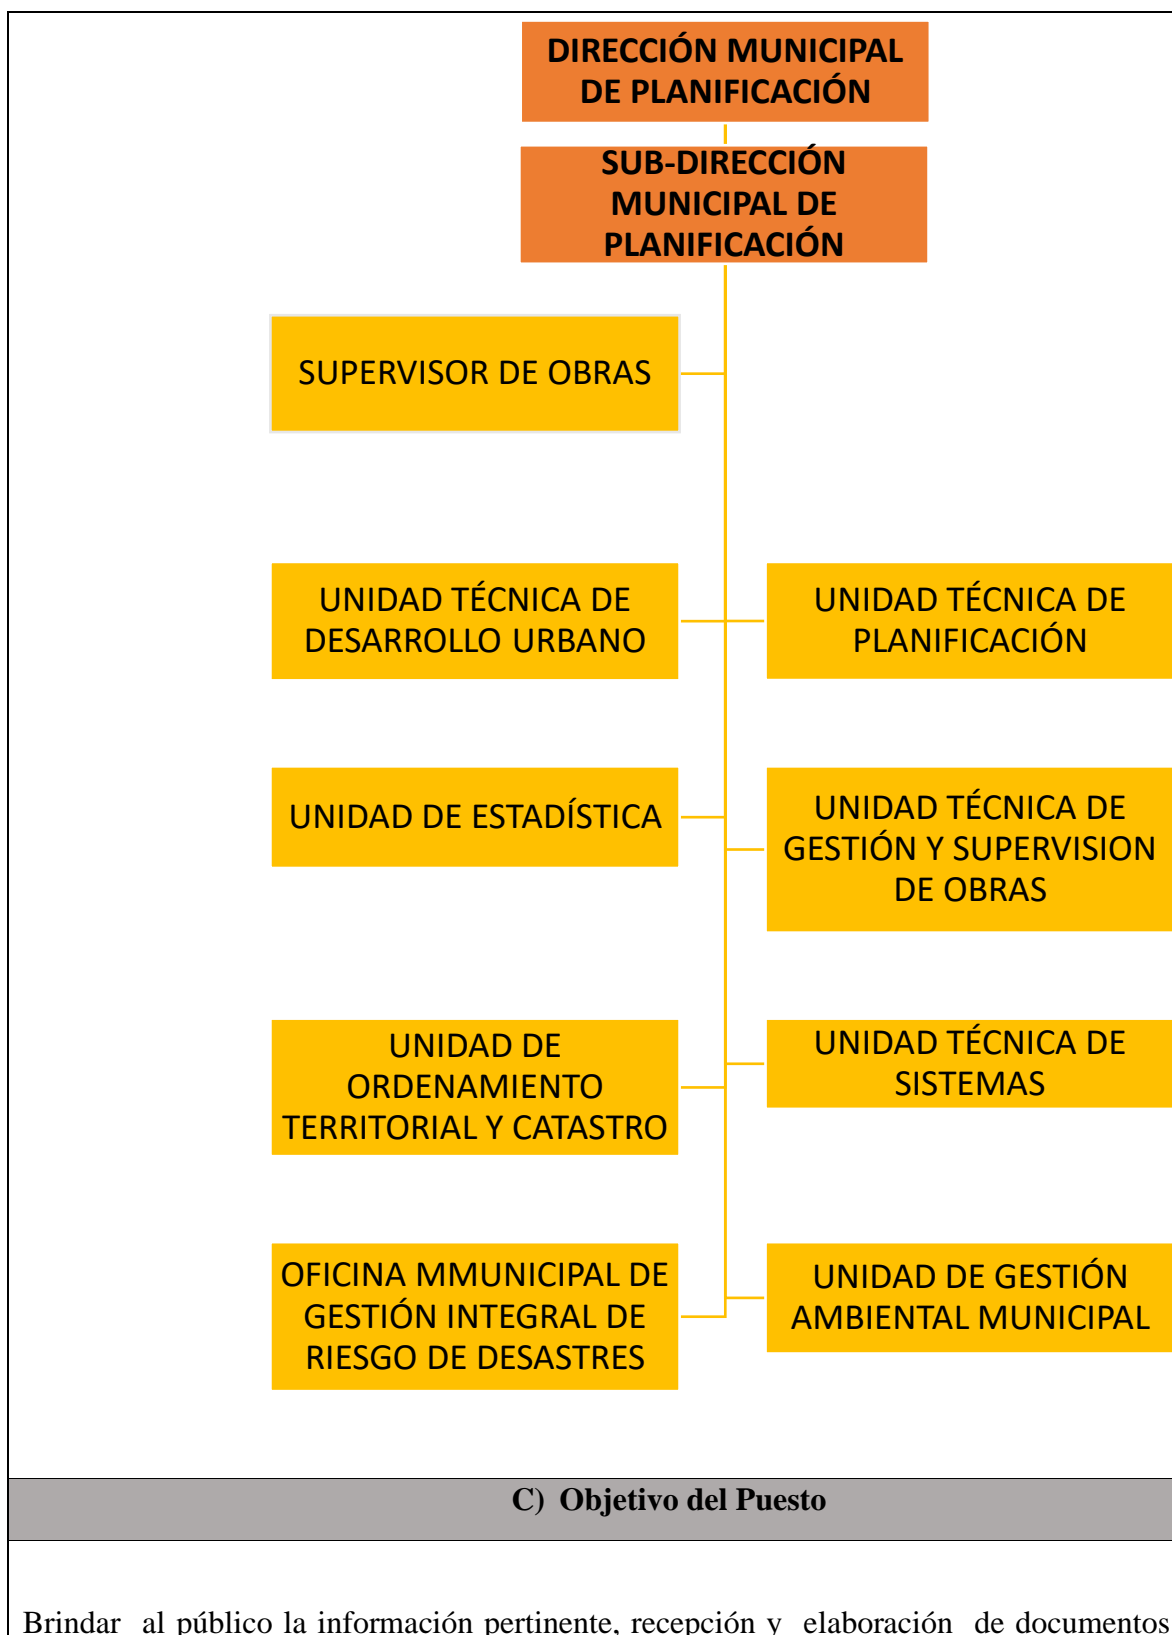 DIRECCIÓN MUNICIPAL
DE PLANIFICACIÓN
SUB-DIRECCIÓN
MUNICIPAL DE
PLANIFICACIÓN
SUPERVISOR DE OBRAS
UNIDAD TÉCNICA DE
DESARROLLO URBANO
UNIDAD TÉCNICA DE
PLANIFICACIÓN
UNIDAD DE ESTADÍSTICA
UNIDAD TÉCNICA DE
GESTIÓN Y SUPERVISION
DE OBRAS
UNIDAD DE
ORDENAMIENTO
TERRITORIAL Y CATASTRO
UNIDAD TÉCNICA DE
SISTEMAS
OFICINA MMUNICIPAL DE
GESTIÓN INTEGRAL DE
RIESGO DE DESASTRES
UNIDAD DE GESTIÓN
AMBIENTAL MUNICIPAL
C) Objetivo del Puesto
Brindar al público la información pertinente, recepción y elaboración de documentos